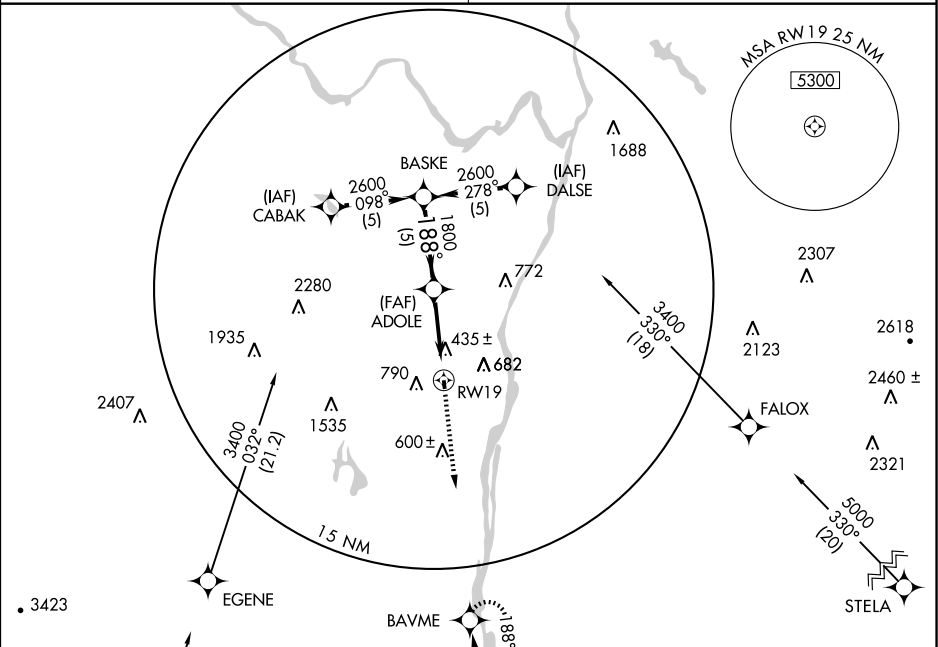 MSA RW19 25 NM
5300
1688
BASKE
(IAF)
DALSE
2600
278°
(5)
2600
098°
(5)
(IAF)
CABAK
1800
188°
(5)
772
2307
2280
(FAF)
ADOLE
3400
330°
(18)
2123
2618
1935
435 ±
682
790
RW19
2460 ±
2407
1535
FALOX
3400
032°
(21.2)
600 ±
2321
15 NM
5000
330°
(20)
EGENE
STELA
3423
BAVME
188°